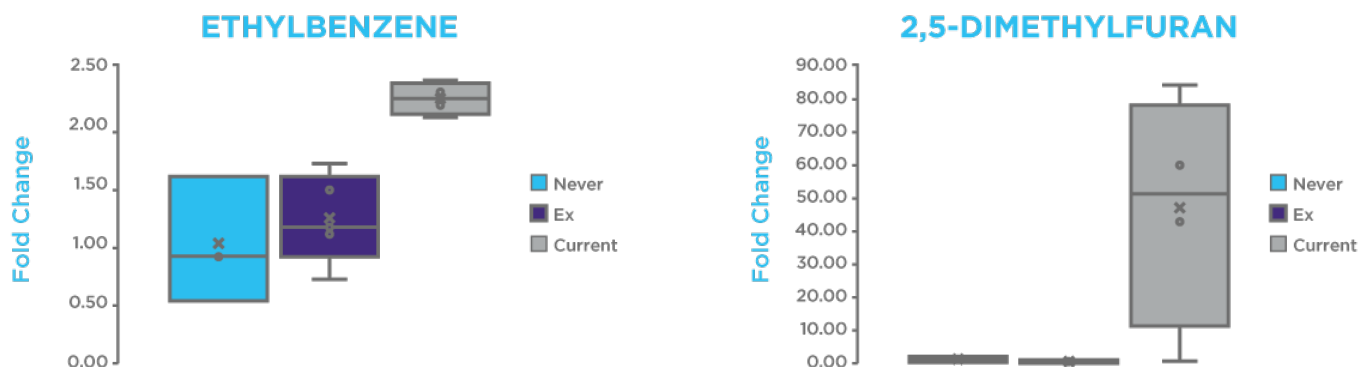 ETHYLBENZENE
2.50
2.00
1.50
1.00
0.50
0.00
Fold Change
Never
Ex
Current
2,5-DIMETHYLFURAN
90.00
80.00
70.00
60.00
50.00
40.00
30.00
20.00
10.00
0.00
Fold Change
Never
Ex
Current